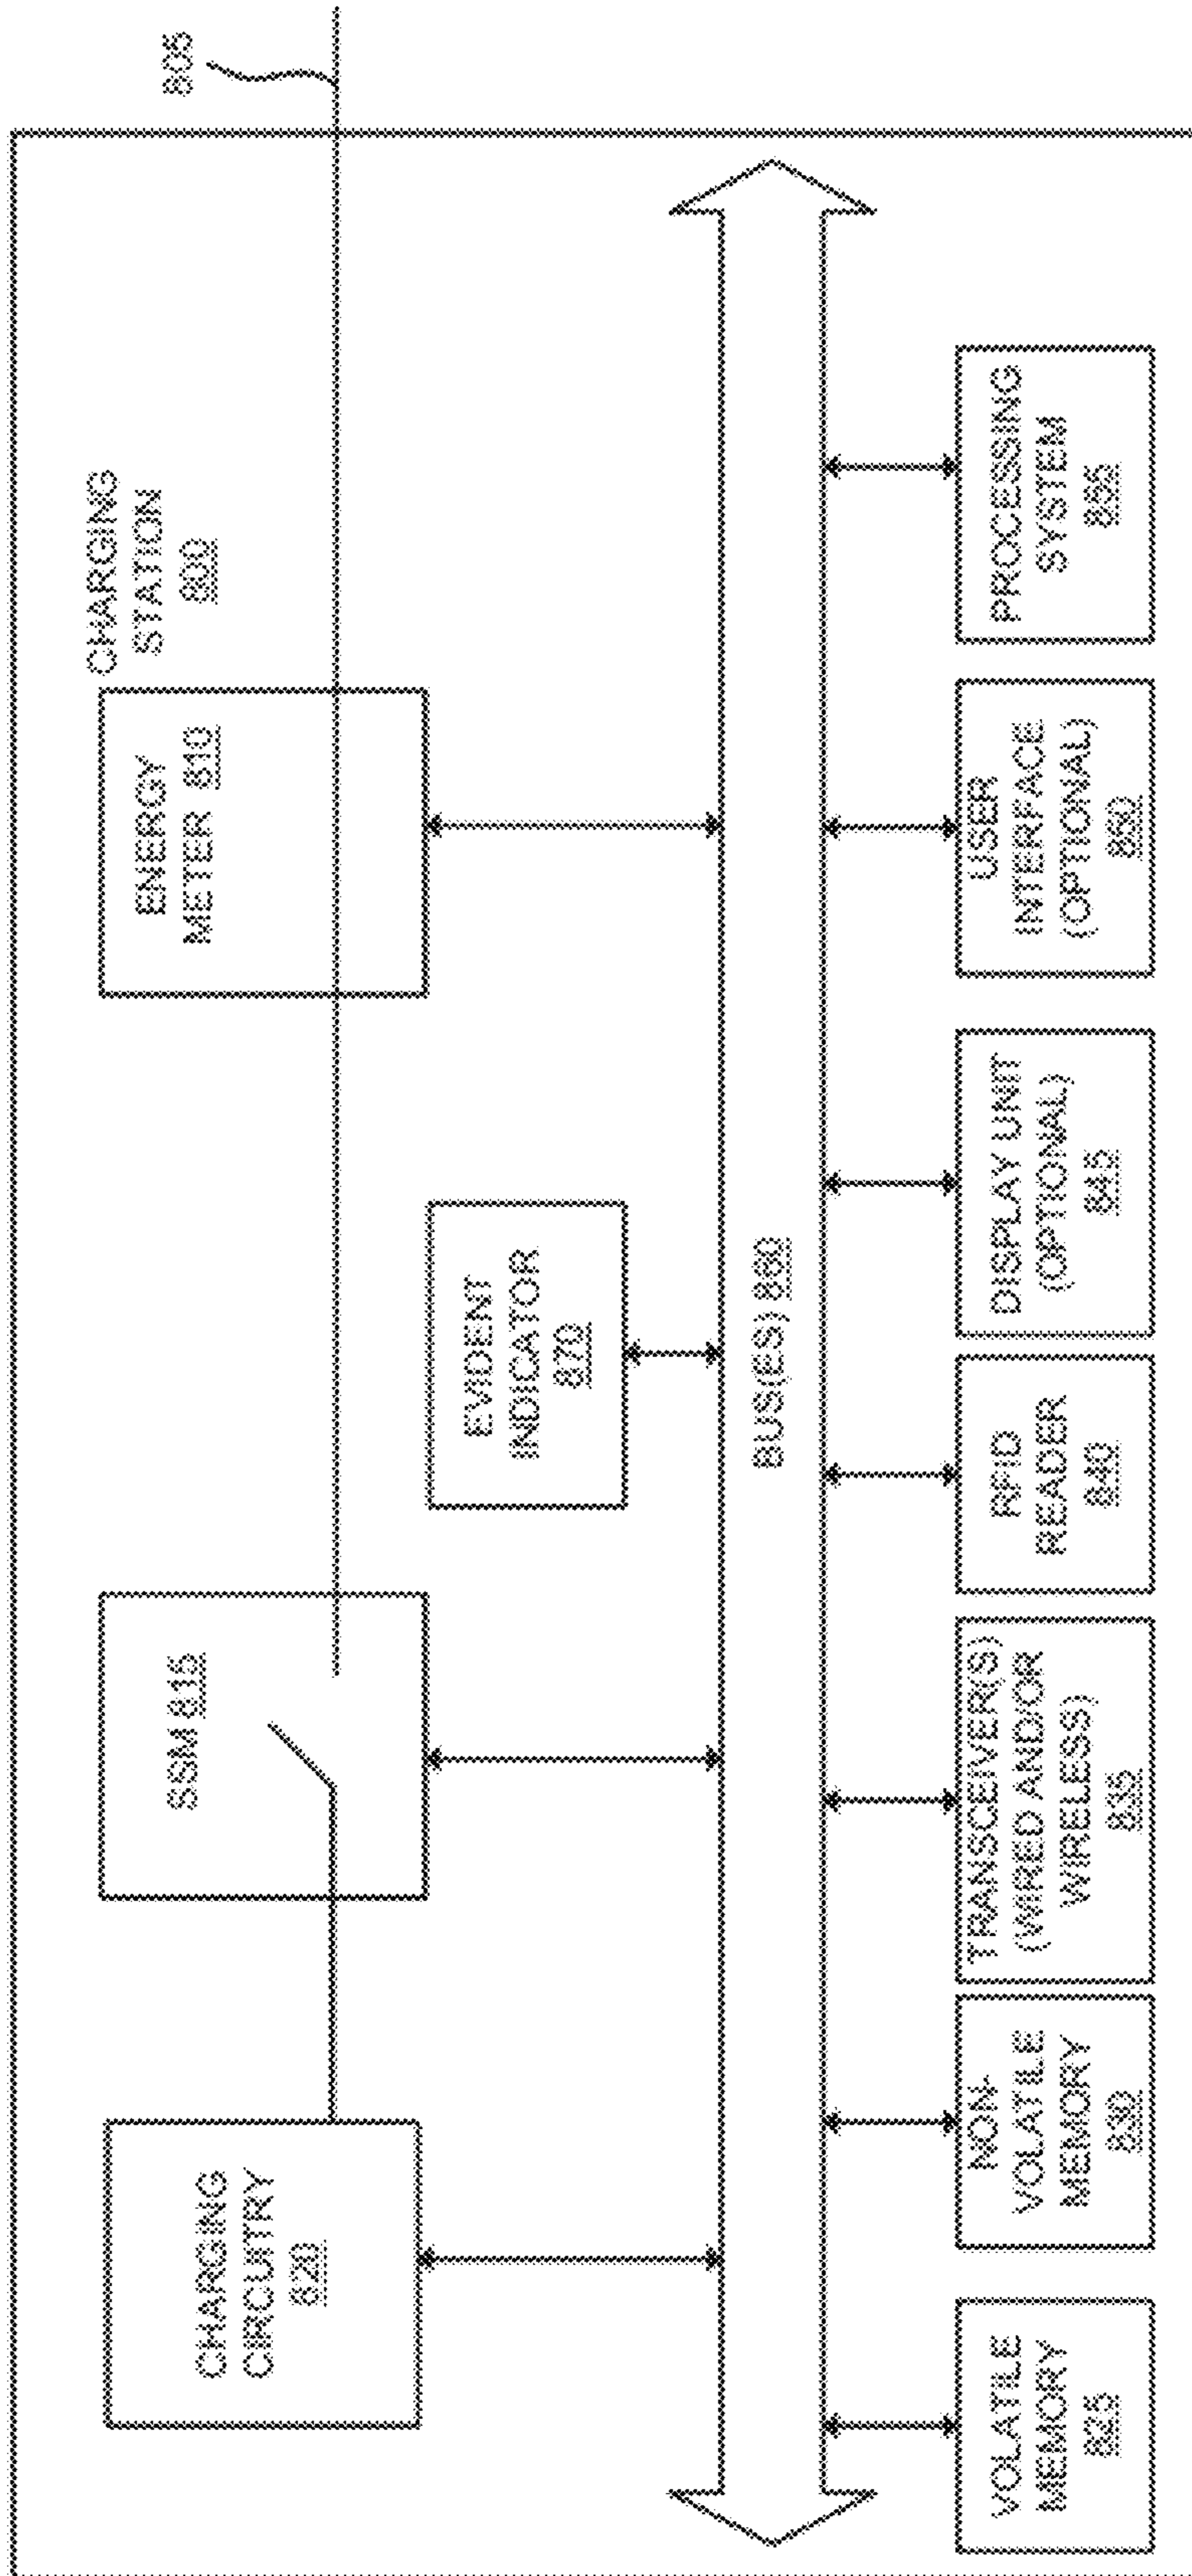 805
CHARGING
STATION
800
CHARGING
CIRCUITRY
820
SSM 815
ENERGY
METER 810
EVIDENT
INDICATOR
870
BUS(ES) 860
VOLATILE
MEMORY
825
NON-
VOLATILE
MEMORY
830
TRANSCEIVER(S)
(WIRED AND/OR
WIRELESS)
835
RFID
READER
840
DISPLAY UNIT
(OPTIONAL)
845
USER
INTERFACE
(OPTIONAL)
850
PROCESSING
SYSTEM
855